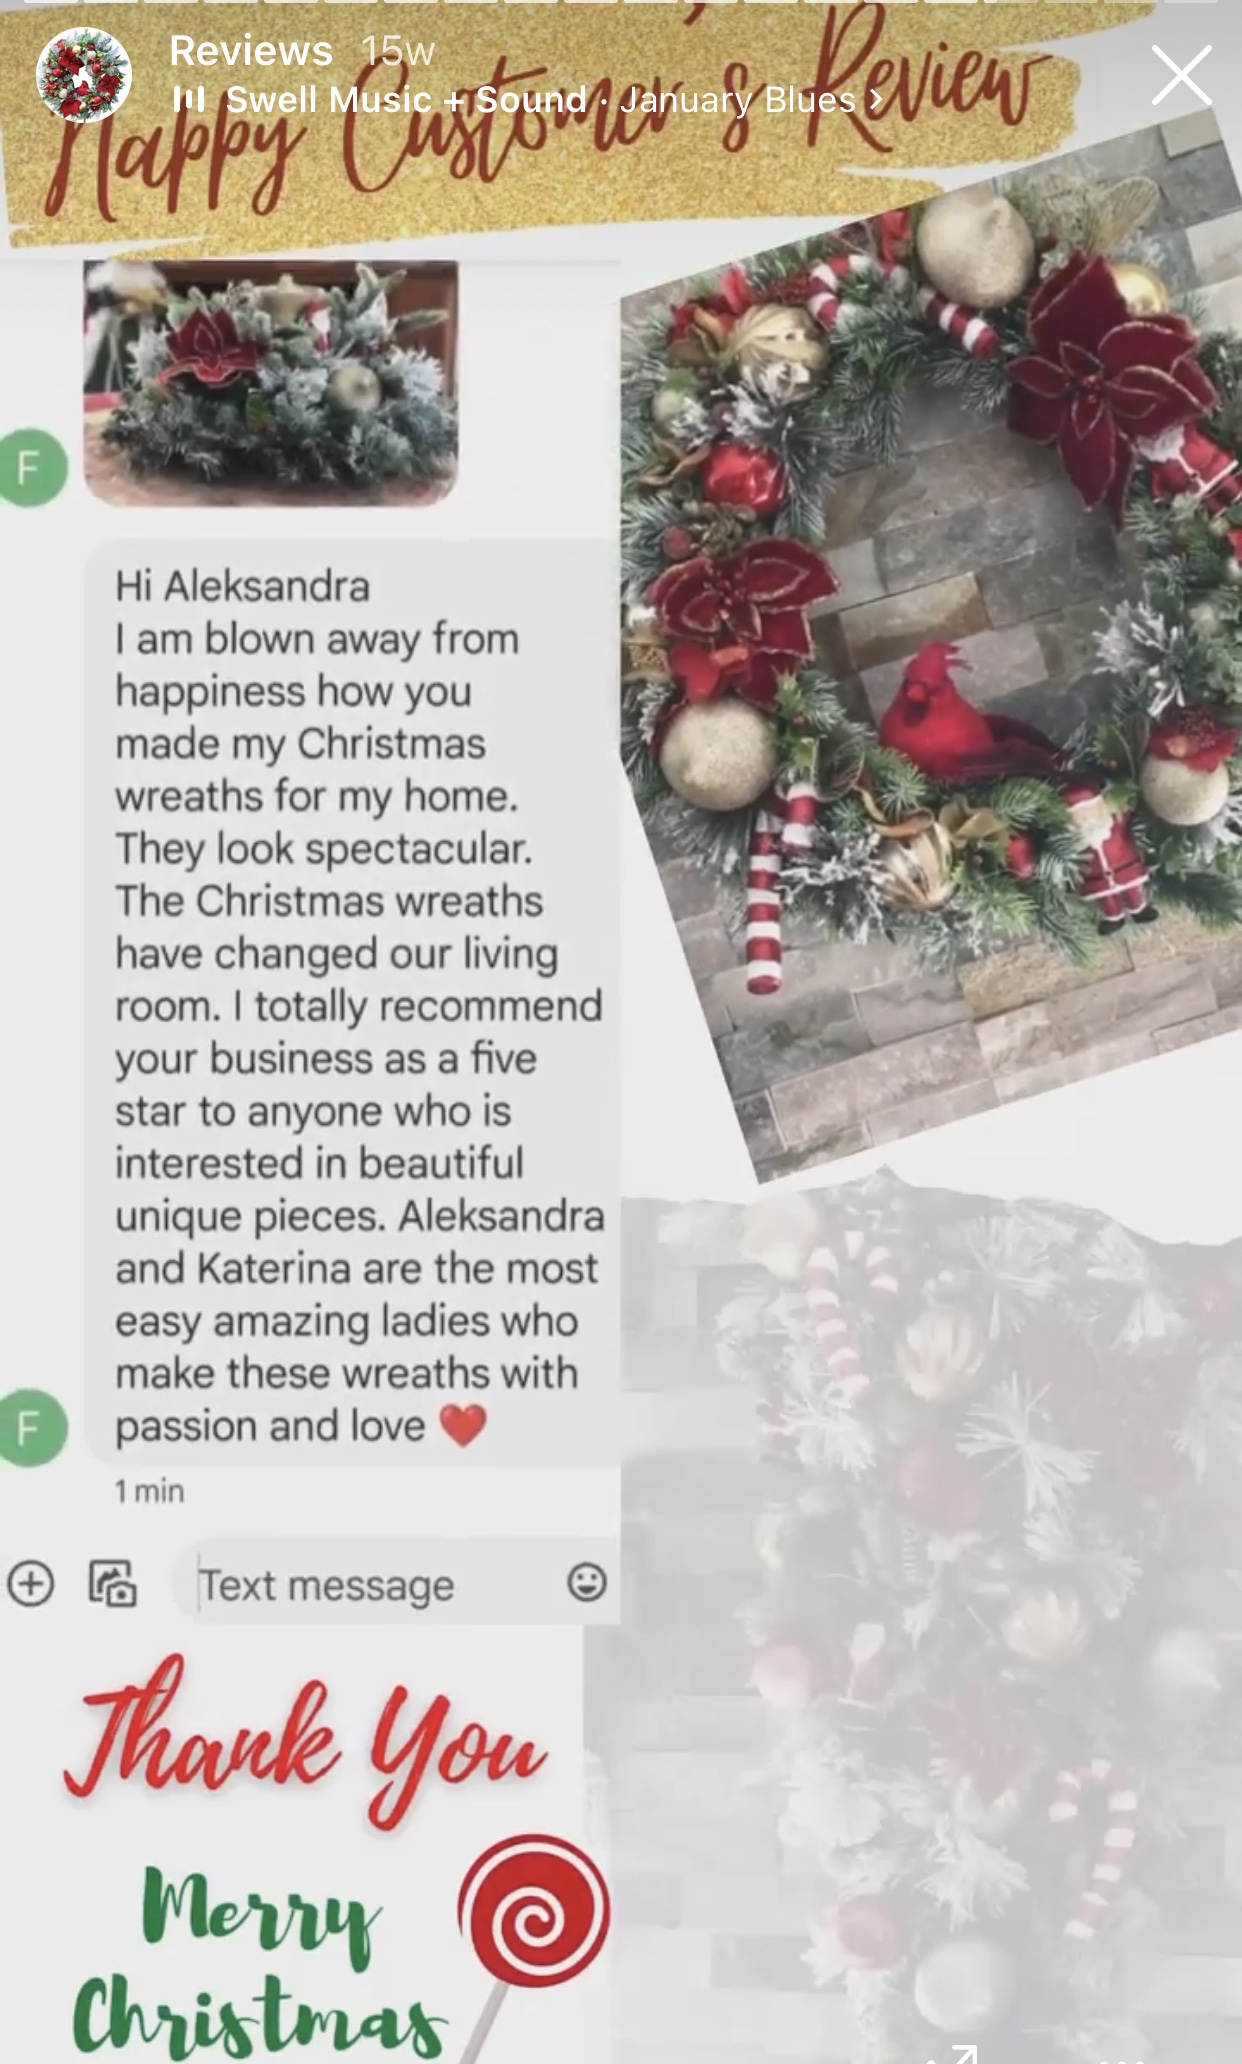 Reviews 15w
Swell Music + Sound · January Blues >
Happy Customer's Review
F
Hi Aleksandra
I am blown away from
happiness how you
made my Christmas
wreaths for my home.
They look spectacular.
The Christmas wreaths
have changed our living
room. I totally recommend
your business as a five
star to anyone who is
interested in beautiful
unique pieces. Aleksandra
and Katerina are the most
easy amazing ladies who
make these wreaths with
passion and love ❤️
F
1 min
Text message
Thank You
Merry
Christmas